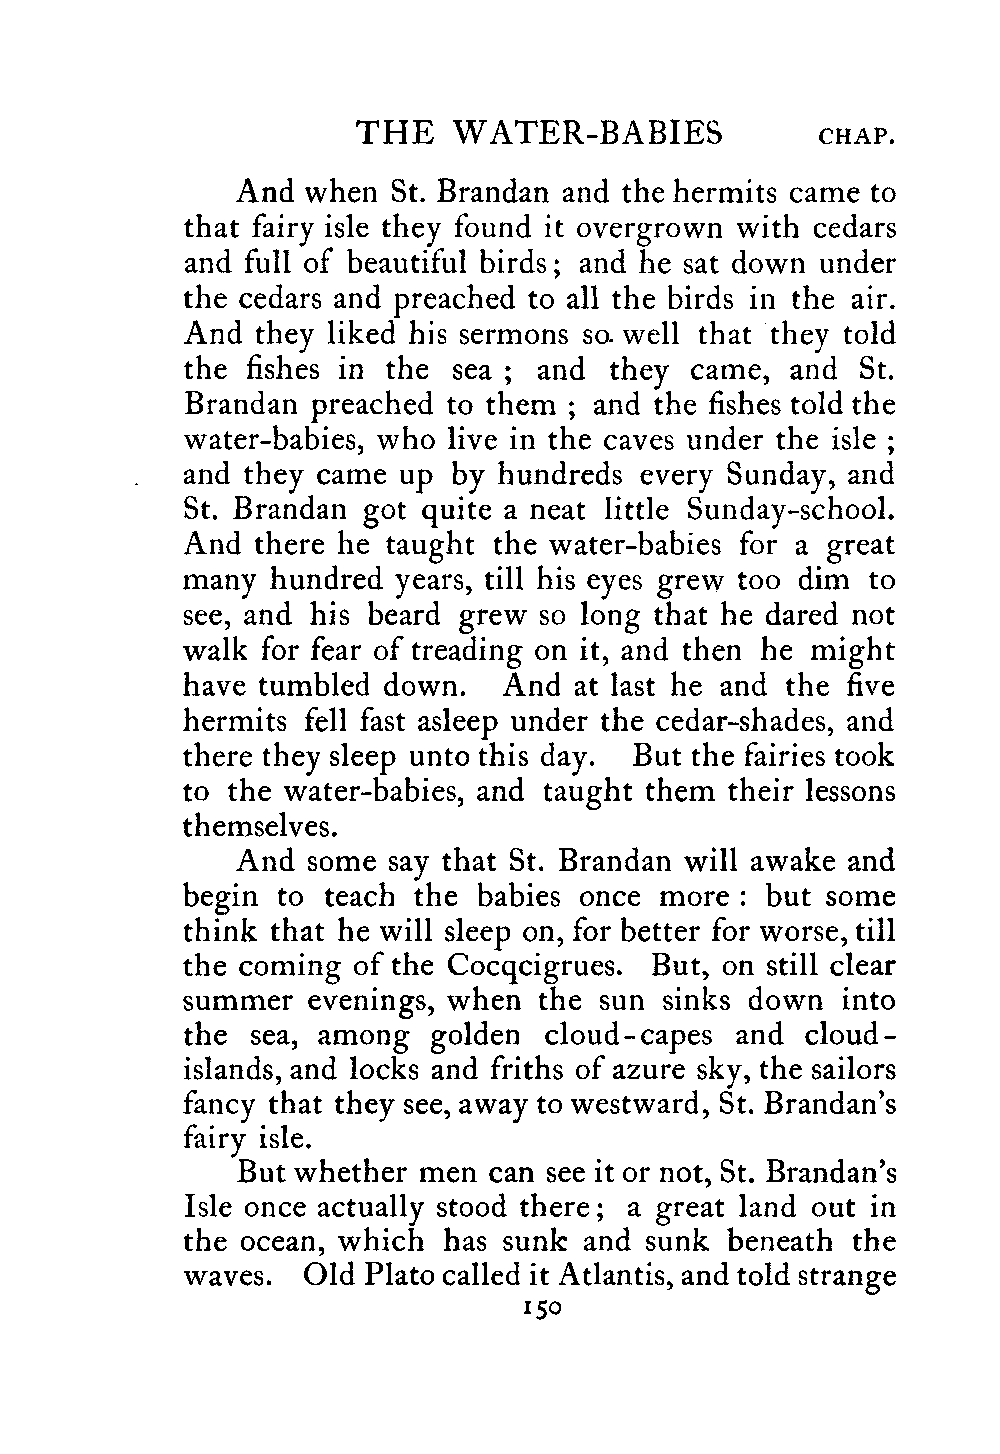 THE WATER-BABIES CHAP.
And when St. Brandan and the hermits came to
that fairy isle they found it overgrown with cedars
and full of beautiful birds; and he sat down under
the cedars and preached to all the birds in the air.
And they liked his sermons so well that they told
the fishes in the sea ; and they came, and St.
Brandan preached to them ; and the fishes told the
water-babies, who live in the caves under the isle ;
and they came up by hundreds every Sunday, and
St. Brandan got quite a neat little Sunday-school.
And there he taught the water-babies for a great
many hundred years, till his eyes grew too dim to
see, and his beard grew so long that he dared not
walk for fear of treading on it, and then he might
have tumbled down. And at last he and the five
hermits fell fast asleep under the cedar-shades, and
there they sleep unto this day. But the fairies took
to the water-babies, and taught them their lessons
themselves.
And some say that St. Brandan will awake and
begin to teach the babies once more : but some
think that he will sleep on, for better for worse, till
the coming of the Cocqcigrues. But, on still clear
summer evenings, when the sun sinks down into
the sea, among golden cloud-capes and cloud-
islands, and locks and friths of azure sky, the sailors
fancy that they see, away to westward, St. Brandan's
fairy isle.
But whether men can see it or not, St. Brandan's
Isle once actually stood there; a great land out in
the ocean, which has sunk and sunk beneath the
waves. Old Plato called it Atlantis, and told strange
150